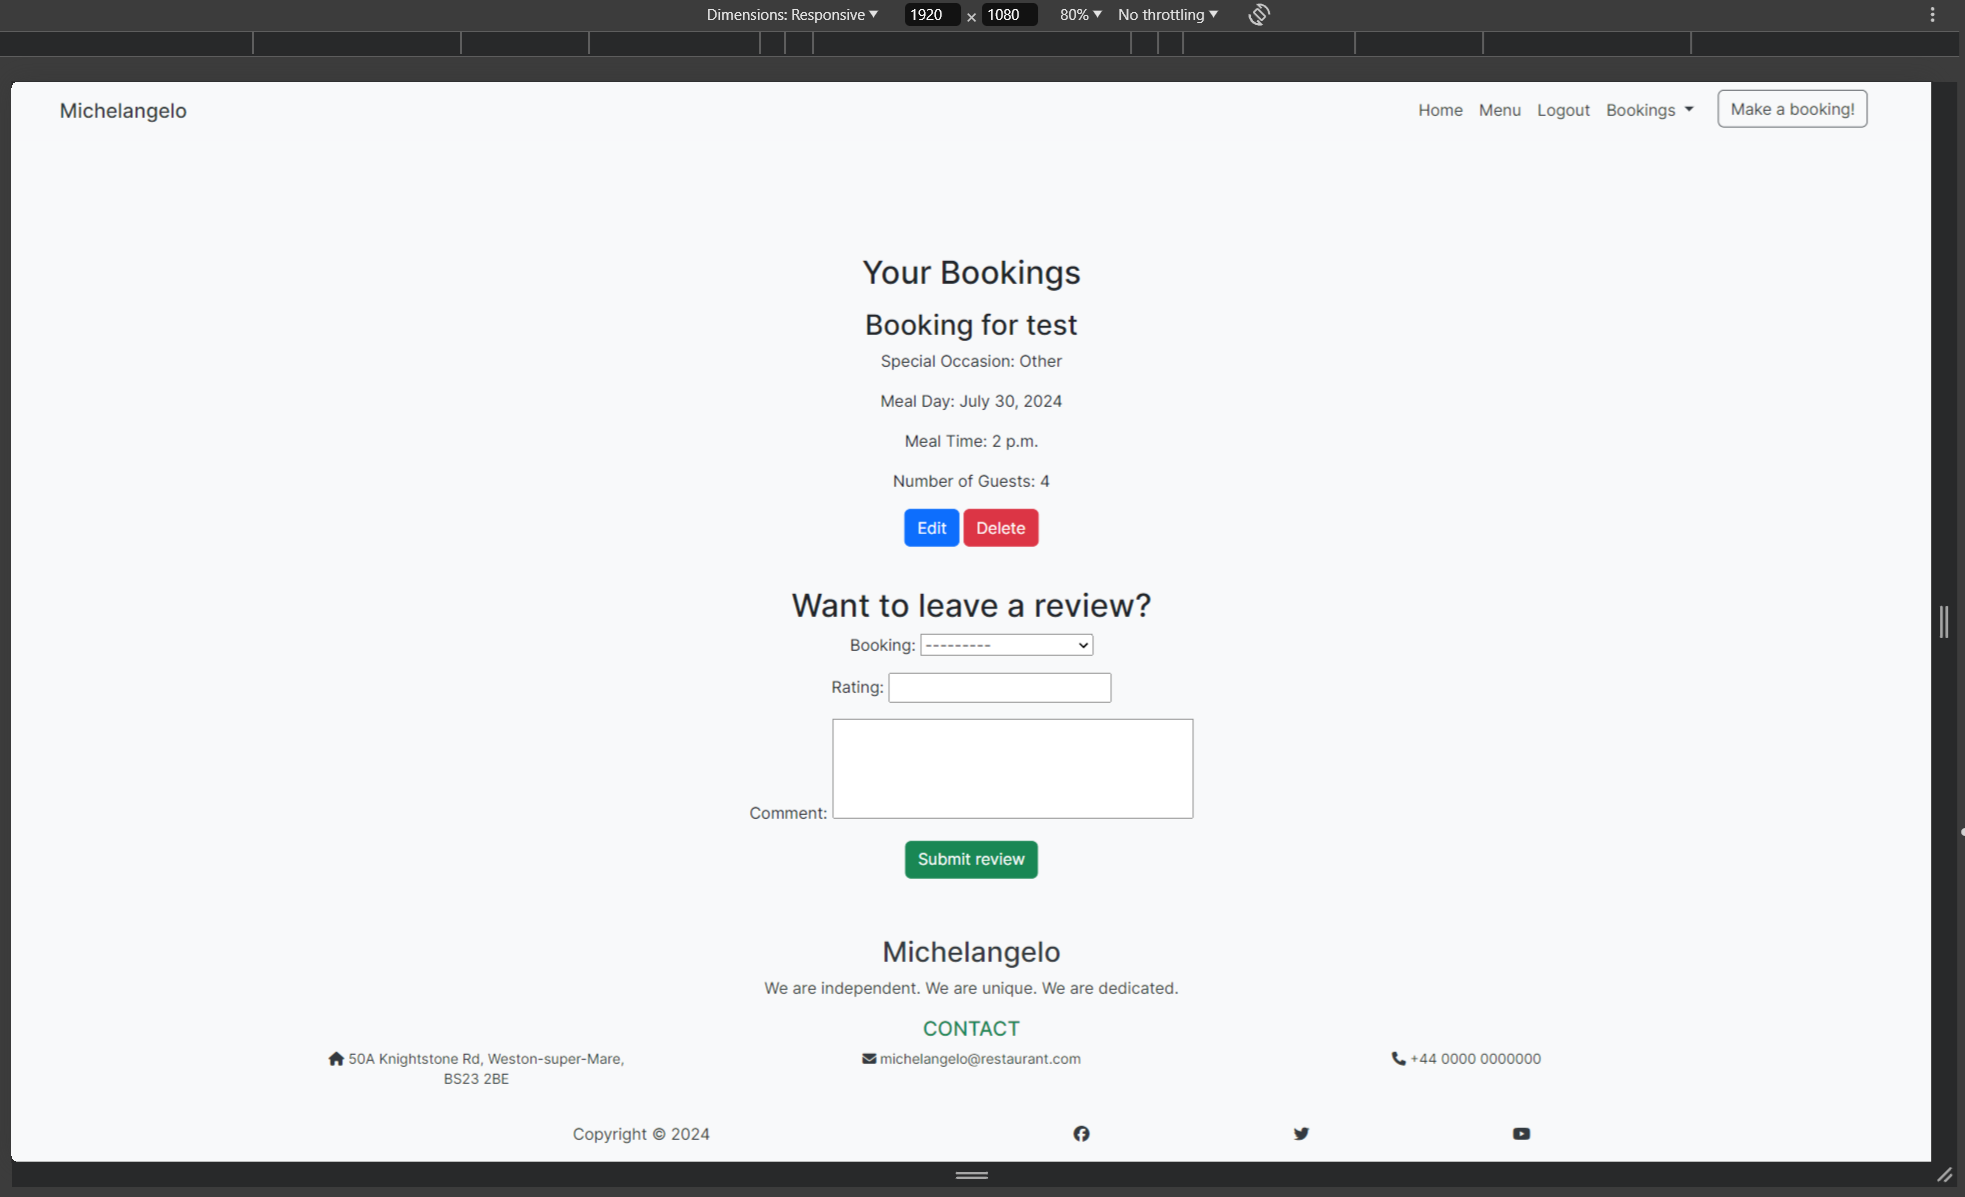 Dimensions: Responsive ▼ 1920 × 1080 80% ▼ No throttling ▼
Michelangelo Home Menu Logout Bookings Make a booking!
Your Bookings
Booking for test
Special Occasion: Other
Meal Day: July 30, 2024
Meal Time: 2 p.m.
Number of Guests: 4
Edit Delete
Want to leave a review?
Booking: ---------
Rating:
Comment:
Submit review
Michelangelo
We are independent. We are unique. We are dedicated.
CONTACT
50A Knightstone Rd, Weston-super-Mare, michelangelo@restaurant.com +44 0000 0000000
BS23 2BE
Copyright © 2024